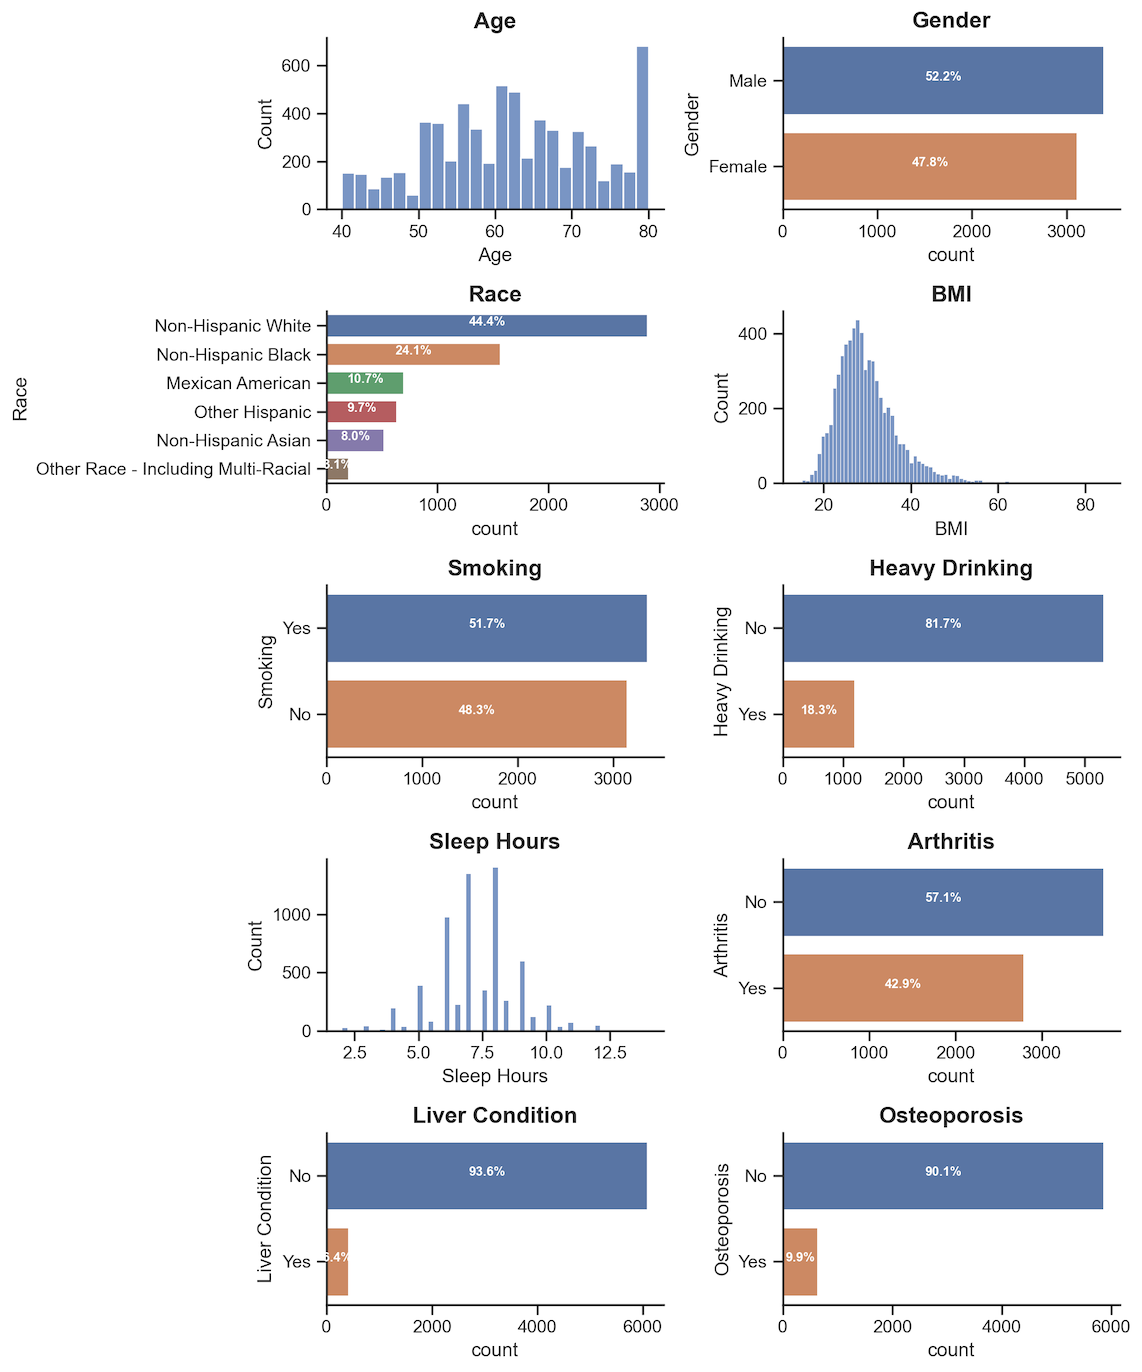 Age
Count
600
400
200
0
40 50 60 70 80
Age
Gender
Gender
Male
52.2%
Female
47.8%
0 1000 2000 3000
count
Race
Race
Non-Hispanic White
44.4%
Non-Hispanic Black
24.1%
Mexican American
10.7%
Other Hispanic
9.7%
Non-Hispanic Asian
8.0%
Other Race - Including Multi-Racial
0 1000 2000 3000
count
BMI
Count
400
200
0
20 40 60 80
BMI
Smoking
Smoking
Yes
51.7%
No
48.3%
0 1000 2000 3000
count
Heavy Drinking
Heavy Drinking
No
81.7%
Yes
18.3%
0 1000 2000 3000 4000 5000
count
Sleep Hours
Count
1000
500
0
2.5 5.0 7.5 10.0 12.5
Sleep Hours
Arthritis
Arthritis
No
57.1%
Yes
42.9%
0 1000 2000 3000
count
Liver Condition
Liver Condition
No
93.6%
Yes
0 2000 4000 6000
count
Osteoporosis
Osteoporosis
No
90.1%
Yes
9.9%
0 2000 4000 6000
count